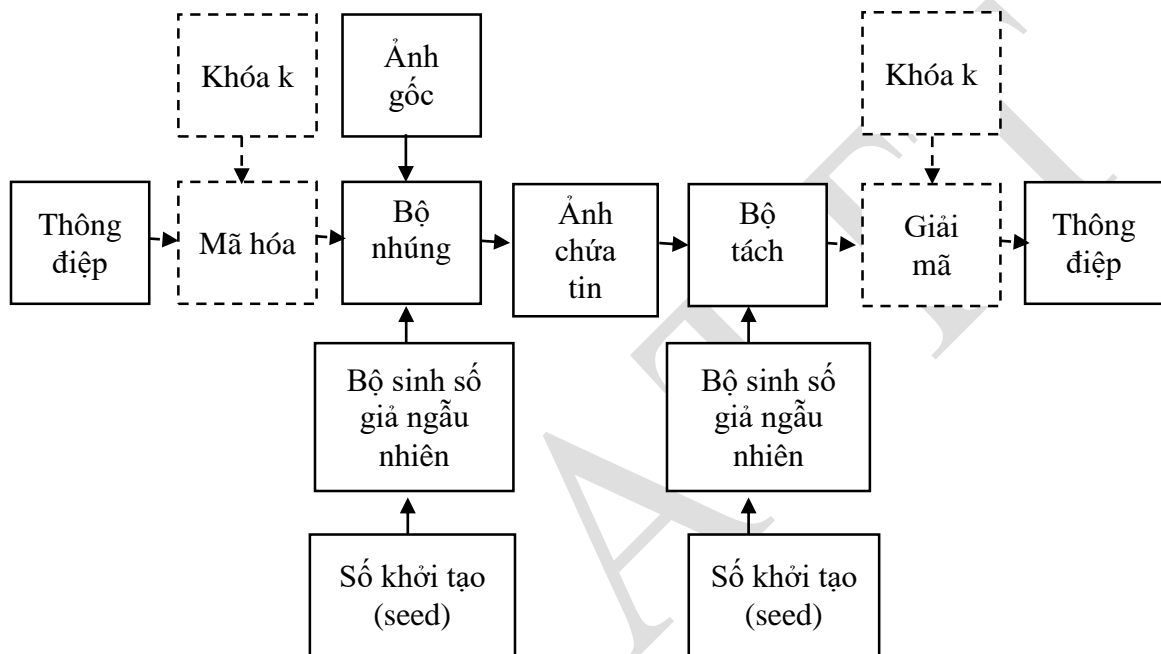 Khóa k
Ảnh
gốc
Khóa k
Thông
điệp
Mã hóa
Bộ
nhúng
Ảnh
chứa
tin
Bộ
tách
Giải
mã
Thông
điệp
Bộ sinh số
giả ngẫu
nhiên
Bộ sinh số
giả ngẫu
nhiên
Số khởi tạo
(seed)
Số khởi tạo
(seed)